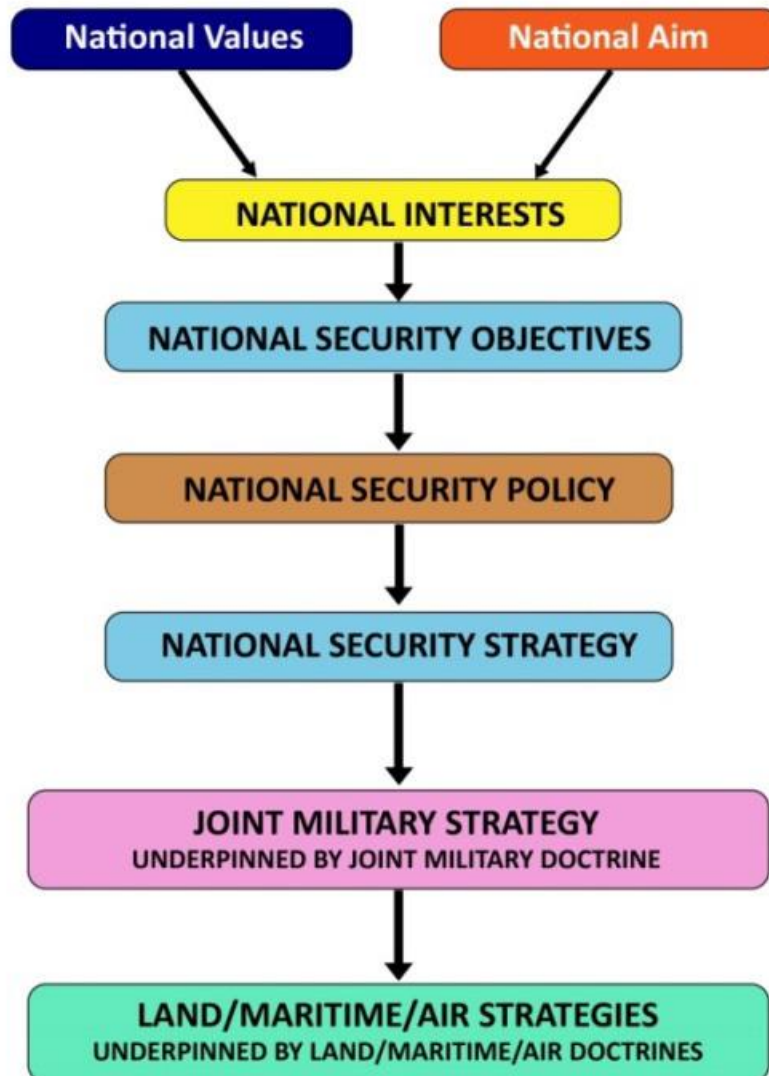 National Values
National Aim
NATIONAL INTERESTS
NATIONAL SECURITY OBJECTIVES
NATIONAL SECURITY POLICY
NATIONAL SECURITY STRATEGY
JOINT MILITARY STRATEGY
UNDERPINNED BY JOINT MILITARY DOCTRINE
LAND/MARITIME/AIR STRATEGIES
UNDERPINNED BY LAND/MARITIME/AIR DOCTRINES